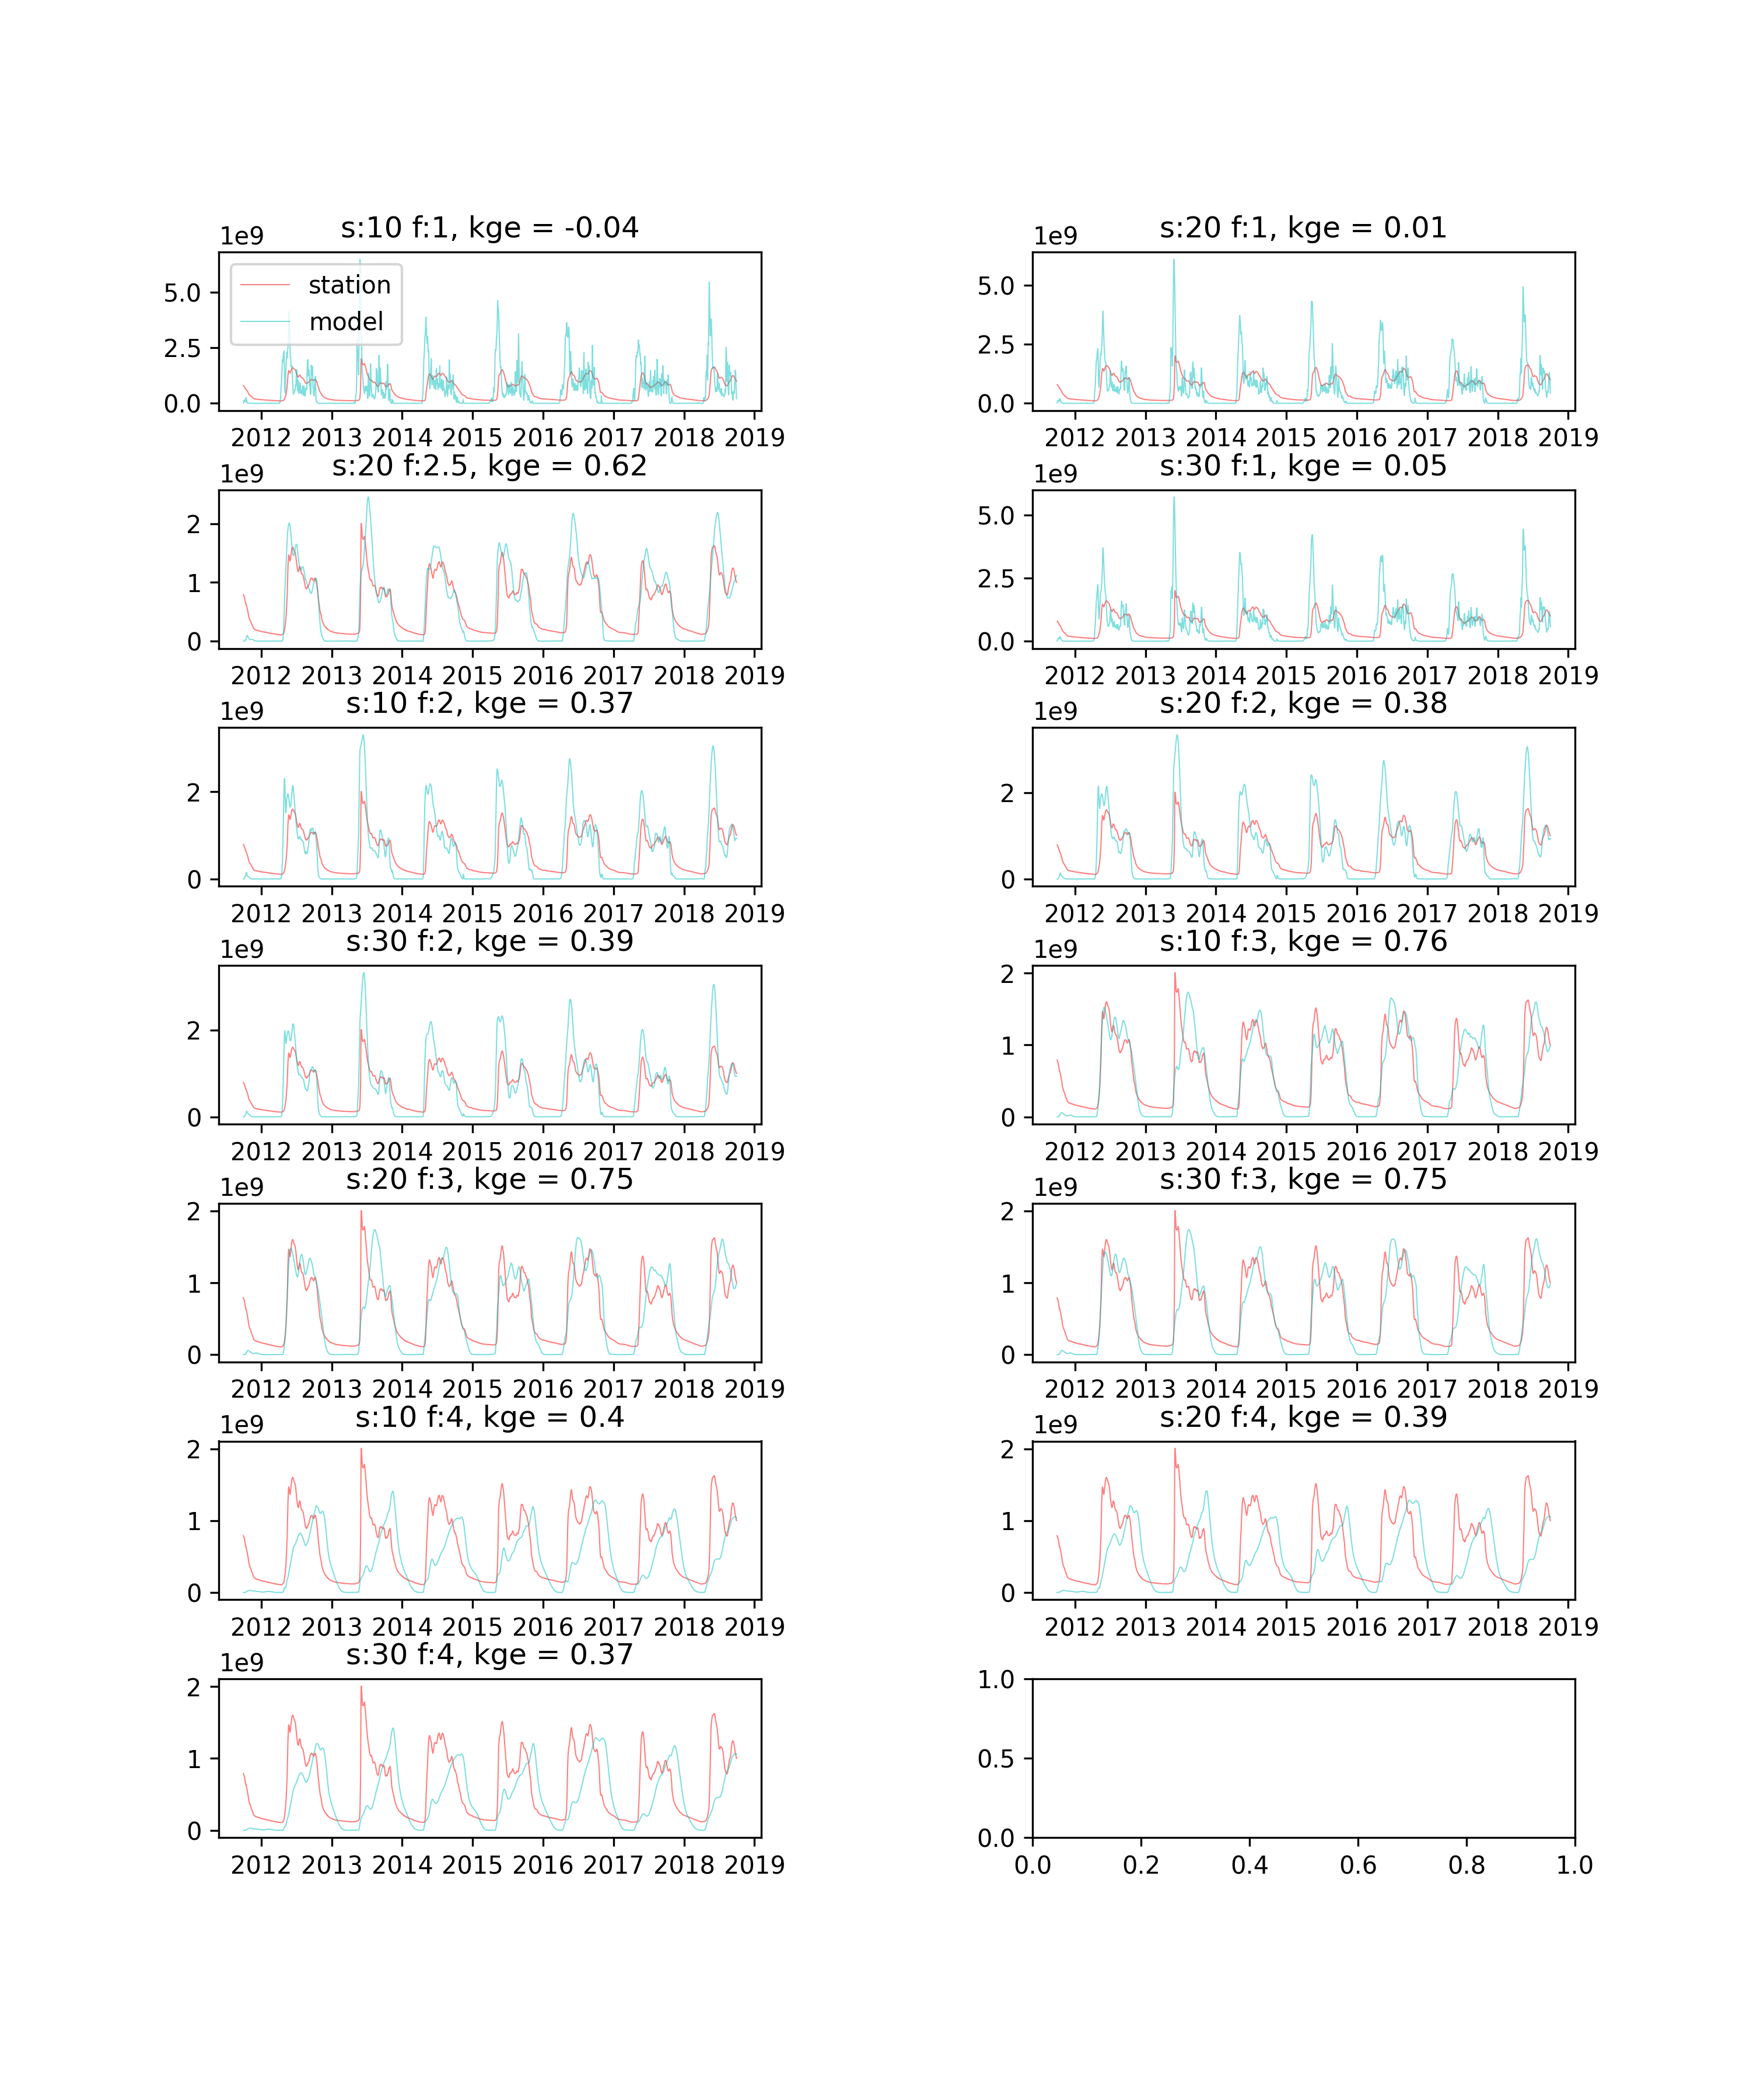 s:10 f:1, kge = -0.04
1e9
station
model
5.0
2.5
0.0
2012 2013 2014 2015 2016 2017 2018 2019
s:20 f:1, kge = 0.01
1e9
5.0
2.5
0.0
2012 2013 2014 2015 2016 2017 2018 2019
s:20 f:2.5, kge = 0.62
1e9
2
1
0
2012 2013 2014 2015 2016 2017 2018 2019
s:30 f:1, kge = 0.05
1e9
5.0
2.5
0.0
2012 2013 2014 2015 2016 2017 2018 2019
s:10 f:2, kge = 0.37
1e9
2
0
2012 2013 2014 2015 2016 2017 2018 2019
s:20 f:2, kge = 0.38
1e9
2
0
2012 2013 2014 2015 2016 2017 2018 2019
s:30 f:2, kge = 0.39
1e9
2
0
2012 2013 2014 2015 2016 2017 2018 2019
s:10 f:3, kge = 0.76
1e9
2
1
0
2012 2013 2014 2015 2016 2017 2018 2019
s:20 f:3, kge = 0.75
1e9
2
1
0
2012 2013 2014 2015 2016 2017 2018 2019
s:30 f:3, kge = 0.75
1e9
2
1
0
2012 2013 2014 2015 2016 2017 2018 2019
s:10 f:4, kge = 0.4
1e9
2
1
0
2012 2013 2014 2015 2016 2017 2018 2019
s:20 f:4, kge = 0.39
1e9
2
1
0
2012 2013 2014 2015 2016 2017 2018 2019
s:30 f:4, kge = 0.37
1e9
2
1
0
2012 2013 2014 2015 2016 2017 2018 2019
1.0
0.5
0.0
0.0 0.2 0.4 0.6 0.8 1.0